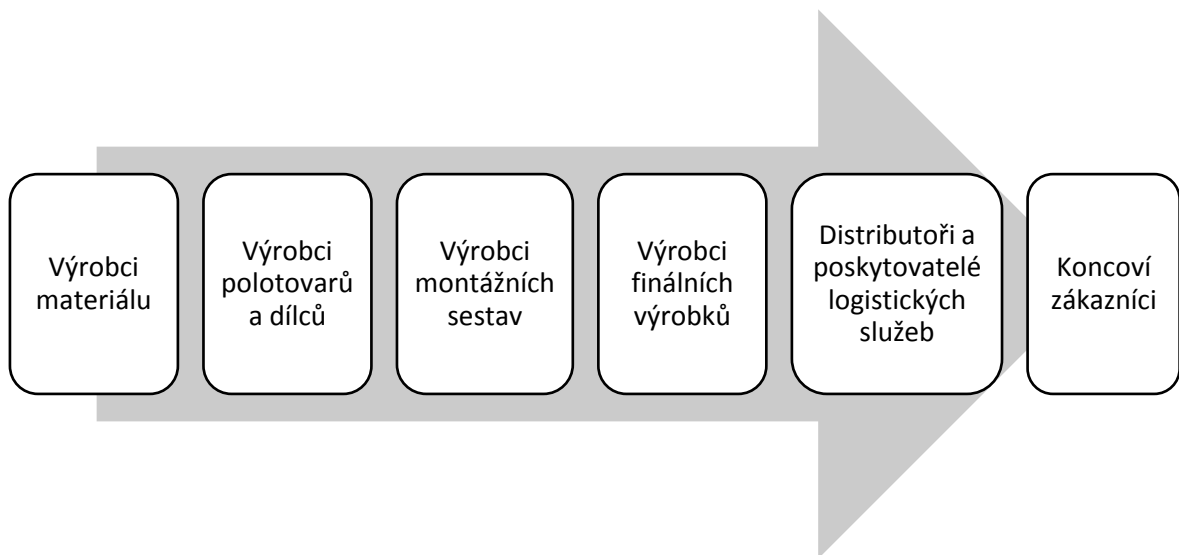 Výrobci
materiálu
Výrobci
polotovarů
a dílců
Výrobci
montážních
sestav
Výrobci
finálních
výrobků
Distributoři a
poskytovatelé
logistických
služeb
Koncoví
zákazníci